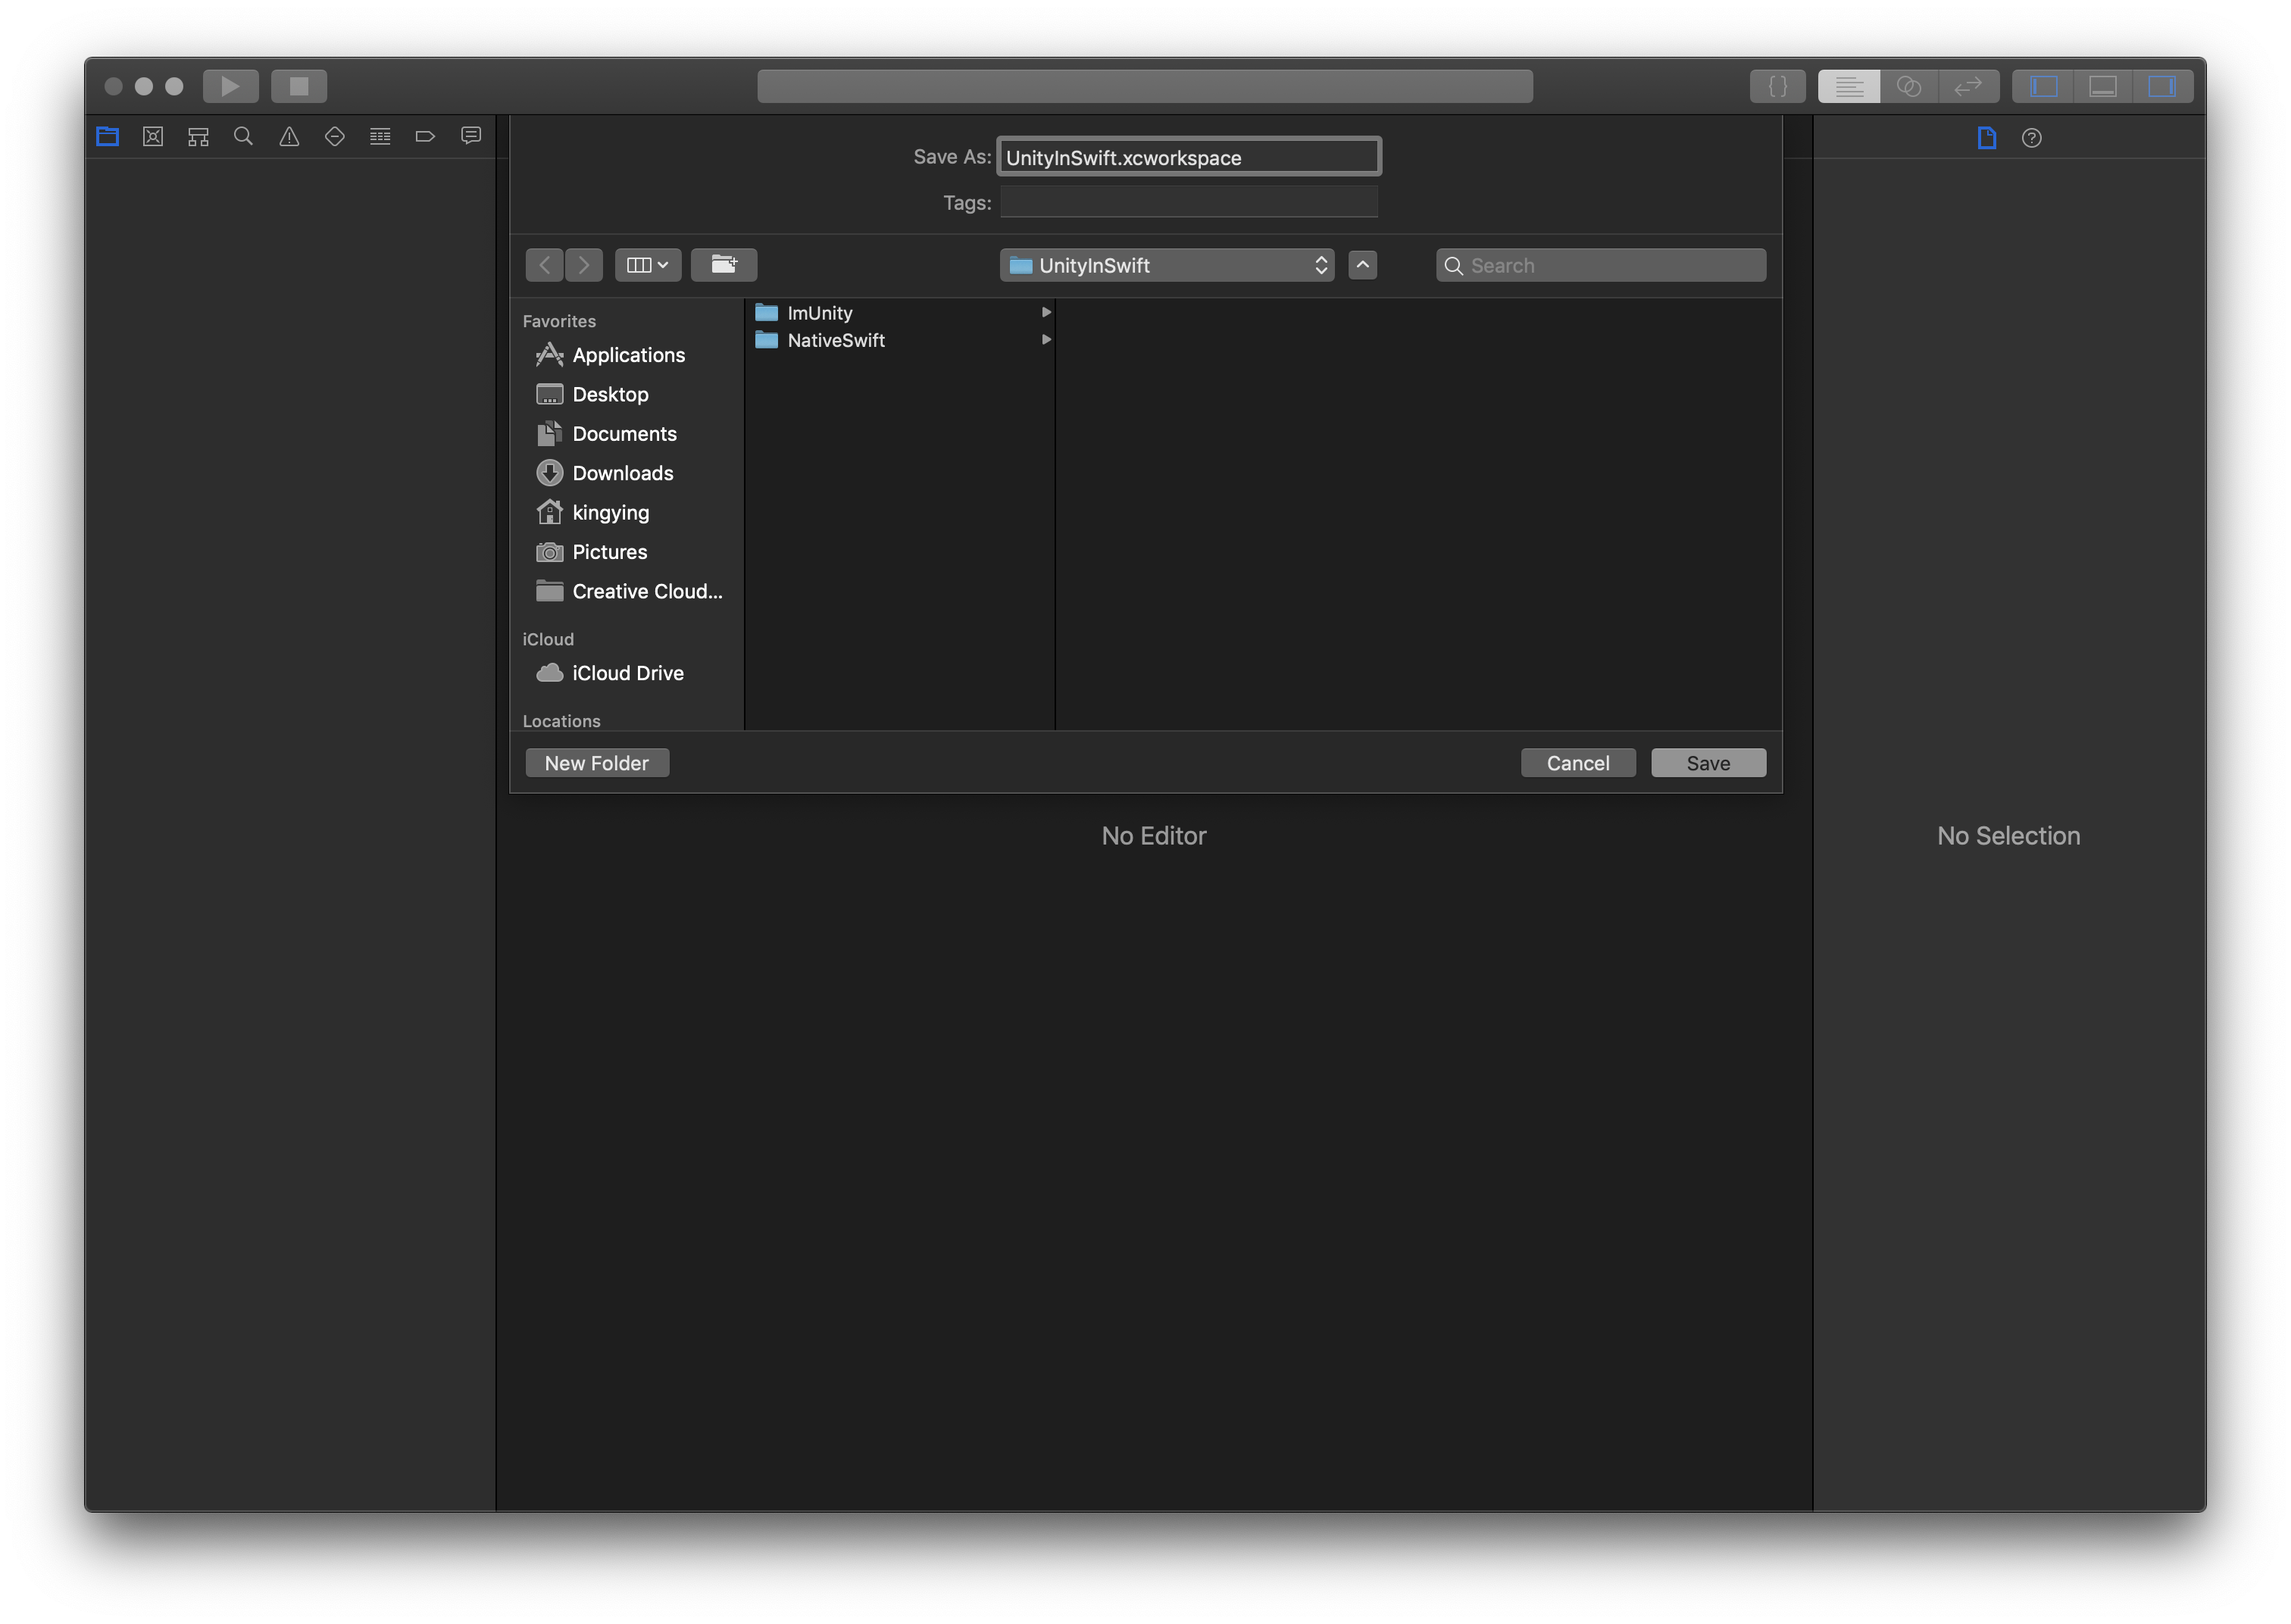 Save As: UnityInSwift.xcworkspace
Tags:
UnityInSwift
Search
Favorites
Applications
Desktop
Documents
Downloads
kingying
Pictures
Creative Cloud...
iCloud
iCloud Drive
Locations
ImUnity
NativeSwift
New Folder
Cancel
Save
No Editor
No Selection